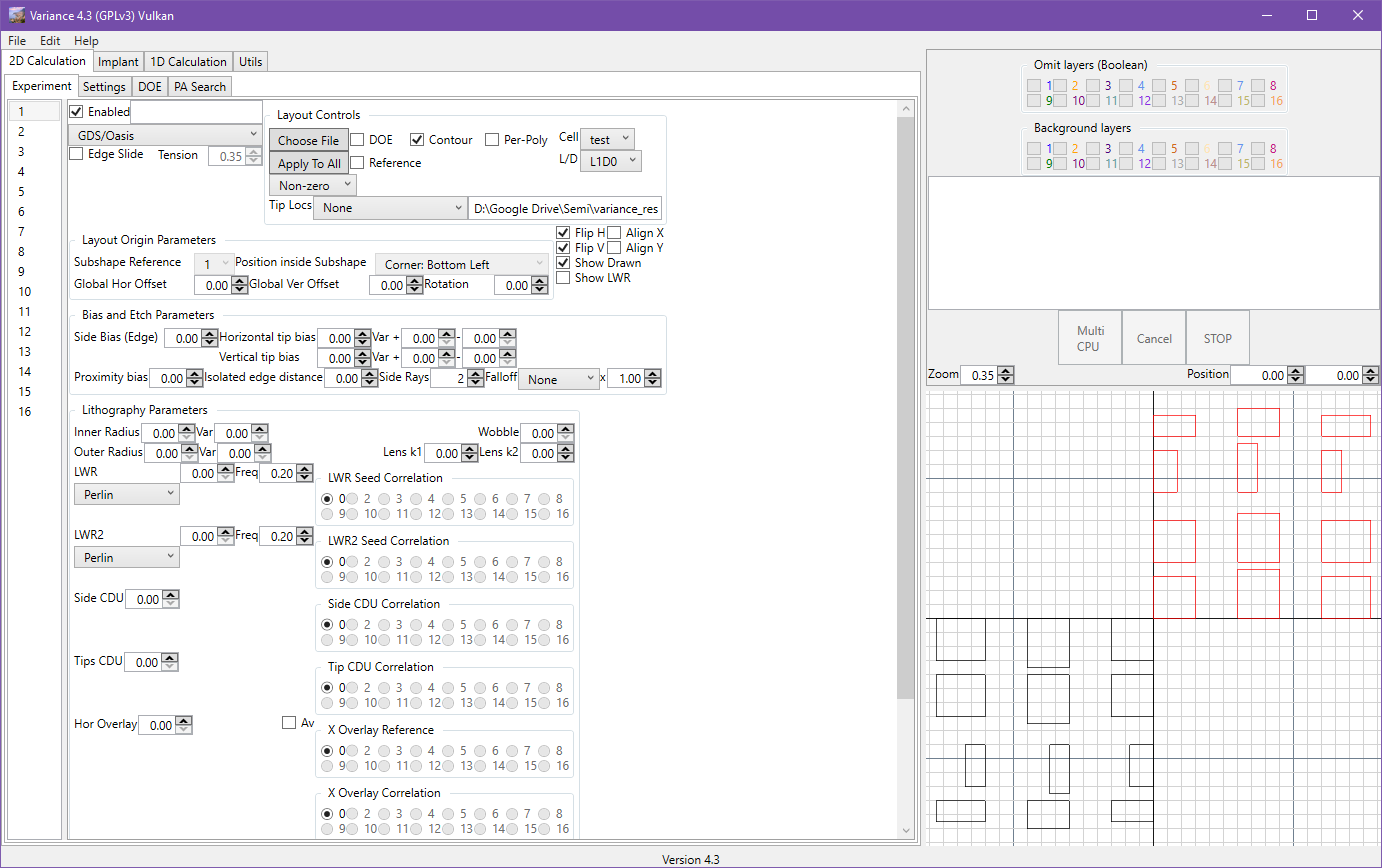 Variance 4.3 (GPLv3) Vulkan
File Edit Help
2D Calculation Implant 1D Calculation Utils
Experiment Settings DOE PA Search
1
2
3
4
5
6
7
8
9
10
11
12
13
14
15
16
Enabled
GDS/Oasis
Edge Slide Tension 0.35
Layout Controls
Choose File DOE Contour Per-Poly Cell test
Apply To All Reference L/D L1D0
Non-zero
Tip Locs None D:\Google Drive\Semi\variance_res
Flip H Align X
Flip V Align Y
Show Drawn
Show LWR
Layout Origin Parameters
Subshape Reference 1 Position inside Subshape Corner: Bottom Left
Global Hor Offset 0.00 Global Ver Offset 0.00 Rotation 0.00
Bias and Etch Parameters
Side Bias (Edge) 0.00 Horizontal tip bias 0.00 Var + 0.00 - 0.00
Vertical tip bias 0.00 Var + 0.00 - 0.00
Proximity bias 0.00 Isolated edge distance 0.00 Side Rays 2 Falloff None x 1.00
Lithography Parameters
Inner Radius 0.00 Var 0.00 Wobble 0.00
Outer Radius 0.00 Var 0.00 Lens k1 0.00 Lens k2 0.00
LWR 0.00 Freq 0.20
Perlin
LWR Seed Correlation
0 2 3 4 5 6 7 8
9 10 11 12 13 14 15 16
LWR2 0.00 Freq 0.20
Perlin
LWR2 Seed Correlation
0 2 3 4 5 6 7 8
9 10 11 12 13 14 15 16
Side CDU 0.00
Side CDU Correlation
0 2 3 4 5 6 7 8
9 10 11 12 13 14 15 16
Tips CDU 0.00
Tip CDU Correlation
0 2 3 4 5 6 7 8
9 10 11 12 13 14 15 16
Hor Overlay 0.00 Av
X Overlay Reference
0 2 3 4 5 6 7 8
9 10 11 12 13 14 15 16
X Overlay Correlation
0 2 3 4 5 6 7 8
9 10 11 12 13 14 15 16
Omit layers (Boolean)
1 2 3 4 5 6 7 8
9 10 11 12 13 14 15 16
Background layers
1 2 3 4 5 6 7 8
9 10 11 12 13 14 15 16
Multi
CPU
Cancel
STOP
Zoom 0.35 Position 0.00 0.00
Version 4.3